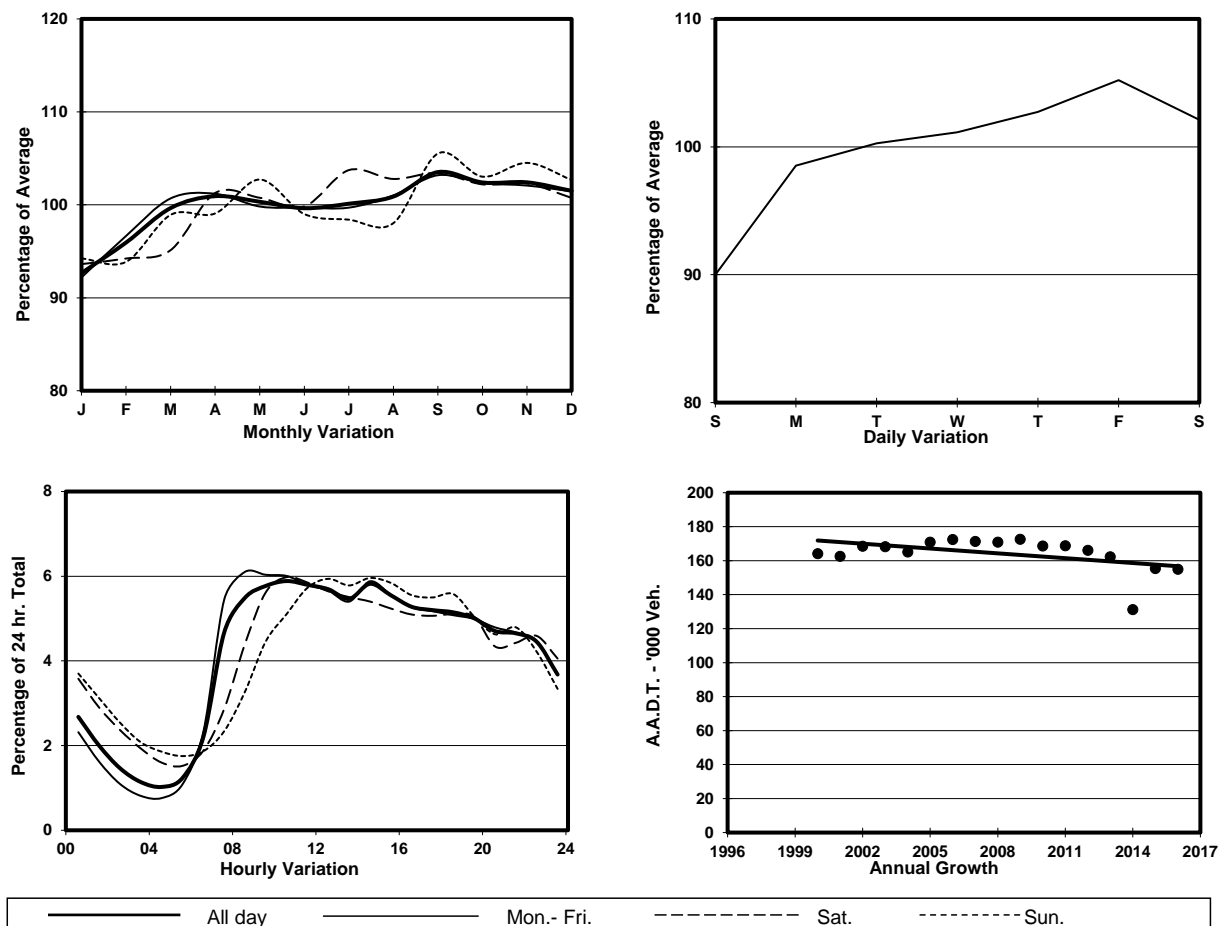 120
110
100
90
80
Percentage of Average
J F M A M J J A S O N D
Monthly Variation
110
100
90
80
Percentage of Average
S M T W T F S
Daily Variation
8
6
4
2
0
Percentage of 24 hr. Total
00 04 08 12 16 20 24
Hourly Variation
200
180
160
140
120
100
80
60
40
20
0
A.A.D.T. - '000 Veh.
1996 1999 2002 2005 2008 2011 2014 2017
Annual Growth
All day Mon.- Fri. Sat. Sun.